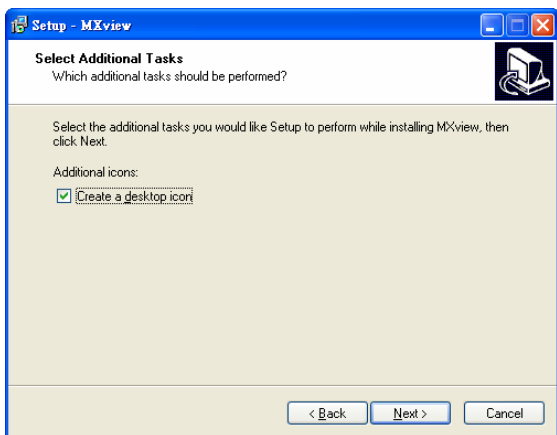 Setup - MXview
Select Additional Tasks
Which additional tasks should be performed?
Select the additional tasks you would like Setup to perform while installing MXview, then
click Next.
Additional icons:
Create a desktop icon
< Back
Next >
Cancel